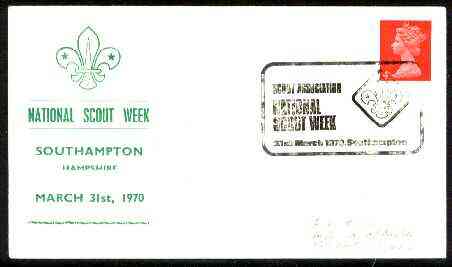 NATIONAL SCOUT WEEK
SOUTHAMPTON
HAMPSHIRE
MARCH 31st, 1970
SCOUT ASSOCIATION
NATIONAL
SCOUT WEEK
31st March 1970. Southampton